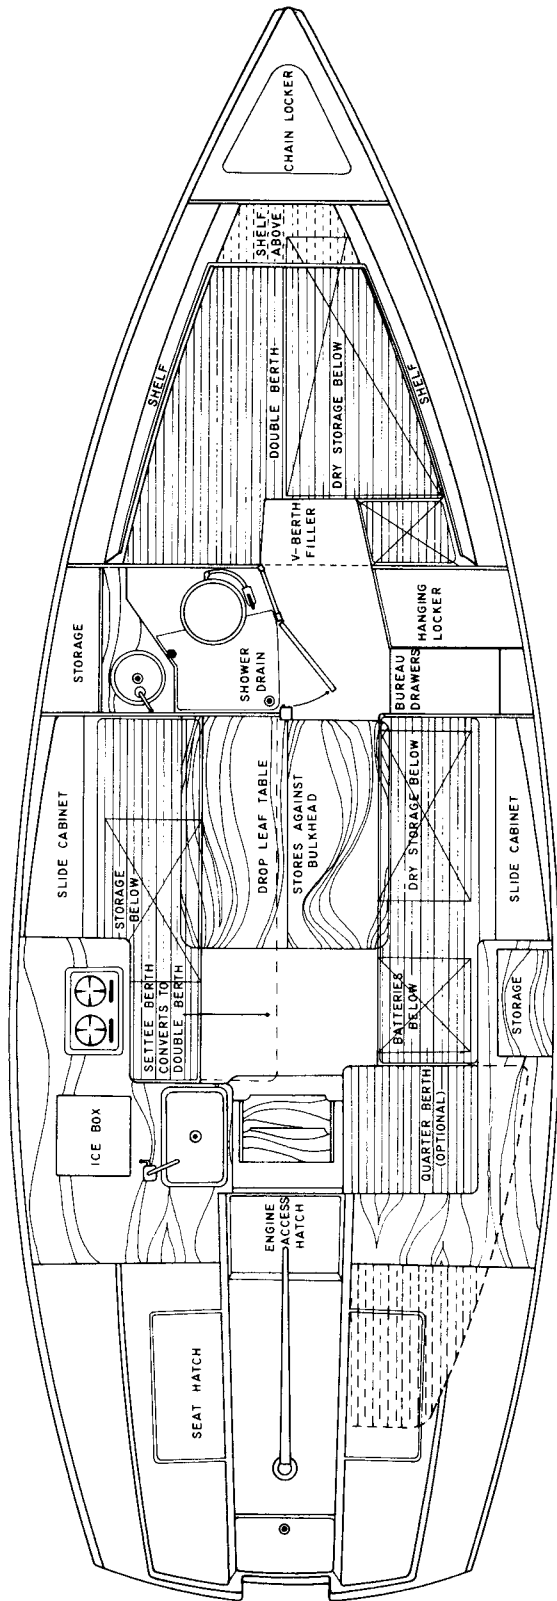 CHAIN LOCKER
SHELF
ABOVE
SHELF
DOUBLE BERTH
DRY STORAGE BELOW
SHELF
V-BERTH
FILLER
STORAGE
SHOWER
DRAIN
HANGING
LOCKER
BUREAU
DRAWERS
SLIDE CABINET
STORAGE
BELOW
DROP LEAF TABLE
STORES AGAINST
BULKHEAD
DRY STORAGE BELOW
SLIDE CABINET
SETTEE BERTH
CONVERTS TO
DOUBLE BERTH
BATTERIES
BELOW
STORAGE
ICE BOX
QUARTER BERTH
(OPTIONAL)
ENGINE
ACCESS
HATCH
SEAT HATCH